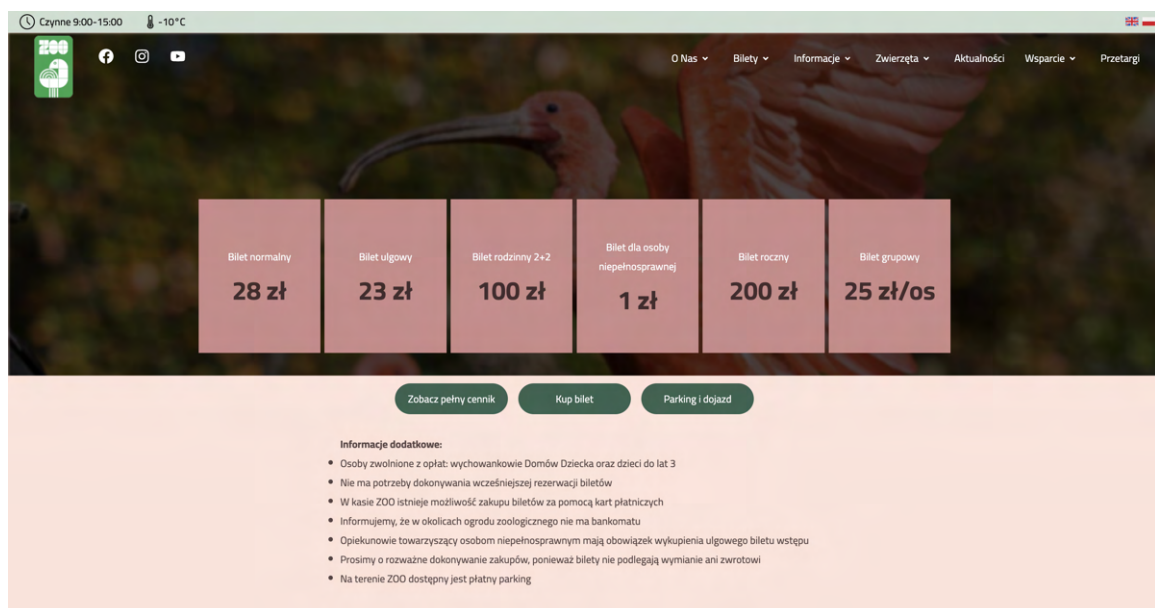 Czynne 9:00-15:00 -10°C
ZOO
O Nas Bilety Informacje Zwierzęta Aktualności Wsparcie Przetargi
Bilet normalny
28 zł
Bilet ulgowy
23 zł
Bilet rodzinny 2+2
100 zł
Bilet dla osoby
niepełnosprawnej
1 zł
Bilet roczny
200 zł
Bilet grupowy
25 zł/os
Zobacz pełny cennik Kup bilet Parking i dojazd
Informacje dodatkowe:
Osoby zwolnione z opłat: wychowankowie Domów Dziecka oraz dzieci do lat 3
Nie ma potrzeby dokonywania wcześniejszej rezerwacji biletów
W kasie ZOO istnieje możliwość zakupu biletów za pomocą kart płatniczych
Informujemy, że w okolicach ogrodu zoologicznego nie ma bankomatu
Opiekunowie towarzyszący osobom niepełnosprawnym mają obowiązek wykupienia ulgowego biletu wstępu
Prosimy o rozważne dokonywanie zakupów, ponieważ bilety nie podlegają wymianie ani zwrotowi
Na terenie ZOO dostępny jest płatny parking